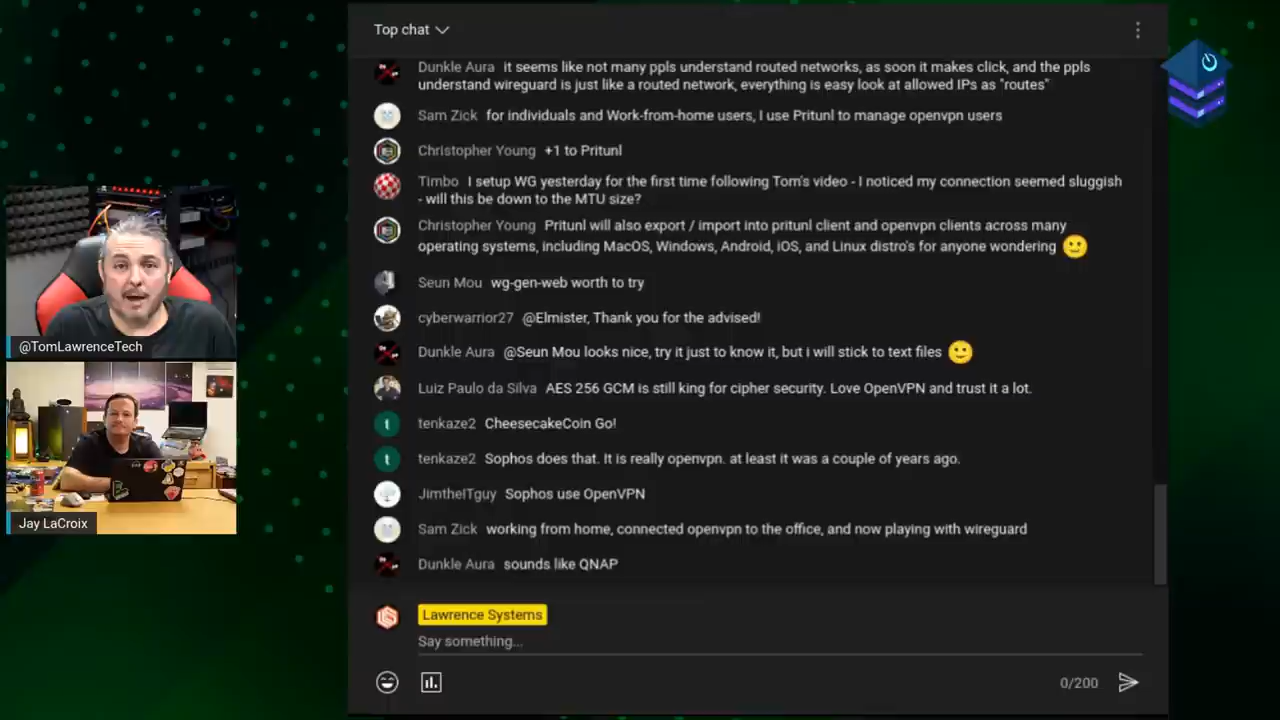 Top chat
Dunkle Aura it seems like not many ppls understand routed networks, as soon it makes click, and the ppls
understand wireguard is just like a routed network, everything is easy look at allowed IPs as "routes"
Sam Zick for individuals and Work-from-home users, I use Pritunl to manage openvpn users
Christopher Young +1 to Pritunl
Timbo I setup WG yesterday for the first time following Tom's video - I noticed my connection seemed sluggish
- will this be down to the MTU size?
Christopher Young Pritunl will also export / import into pritunl client and openvpn clients across many
operating systems, including MacOS, Windows, Android, iOS, and Linux distro's for anyone wondering
Seun Mou wg-gen-web worth to try
cyberwarrior27 @Elmister, Thank you for the advised!
Dunkle Aura @Seun Mou looks nice, try it just to know it, but i will stick to text files
Luiz Paulo da Silva AES 256 GCM is still king for cipher security. Love OpenVPN and trust it a lot.
t tenkaze2 CheesecakeCoin Go!
t tenkaze2 Sophos does that. It is really openvpn. at least it was a couple of years ago.
JimtheITguy Sophos use OpenVPN
Sam Zick working from home, connected openvpn to the office, and now playing with wireguard
Dunkle Aura sounds like QNAP
Lawrence Systems
Say something...
0/200
@TomLawrenceTech
Jay LaCroix